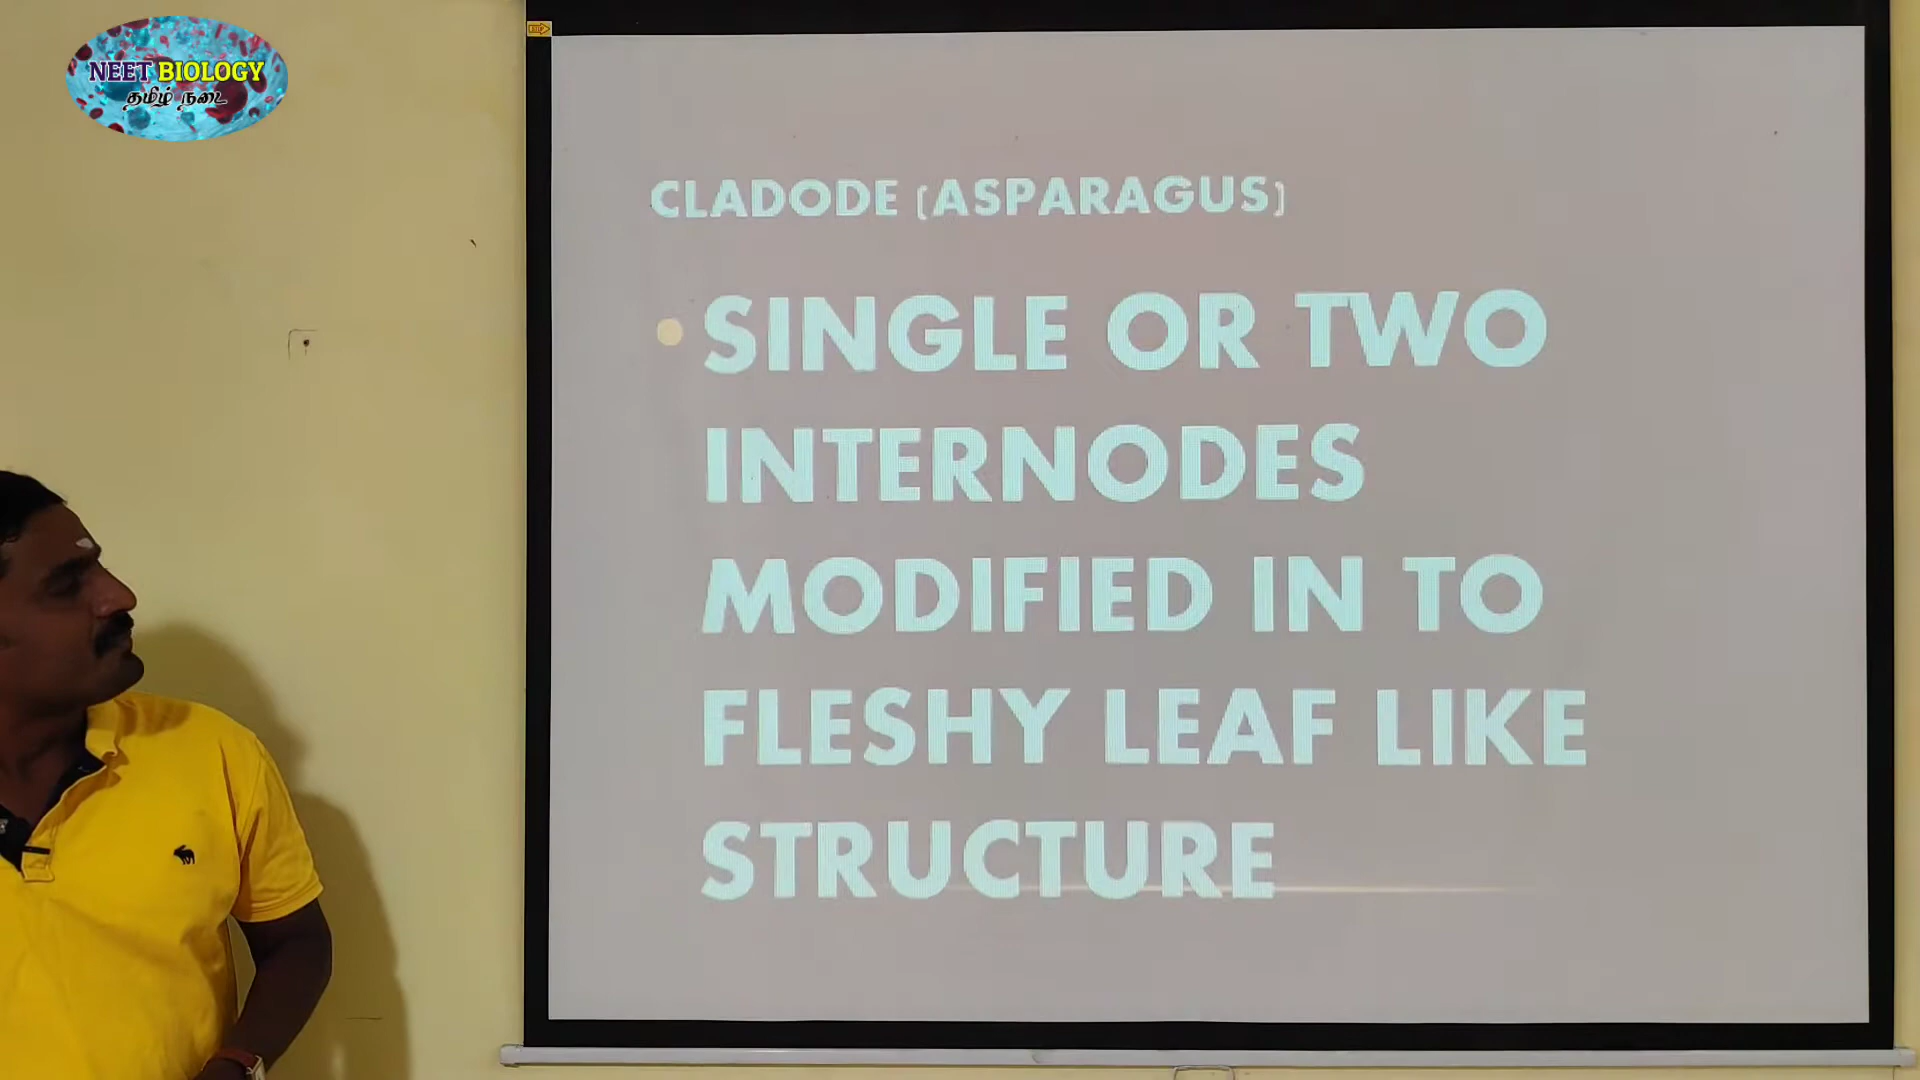 NEET BIOLOGY
தமிழ் நடை
CLADODE (ASPARAGUS)
• SINGLE OR TWO
INTERNODES
MODIFIED IN TO
FLESHY LEAF LIKE
STRUCTURE